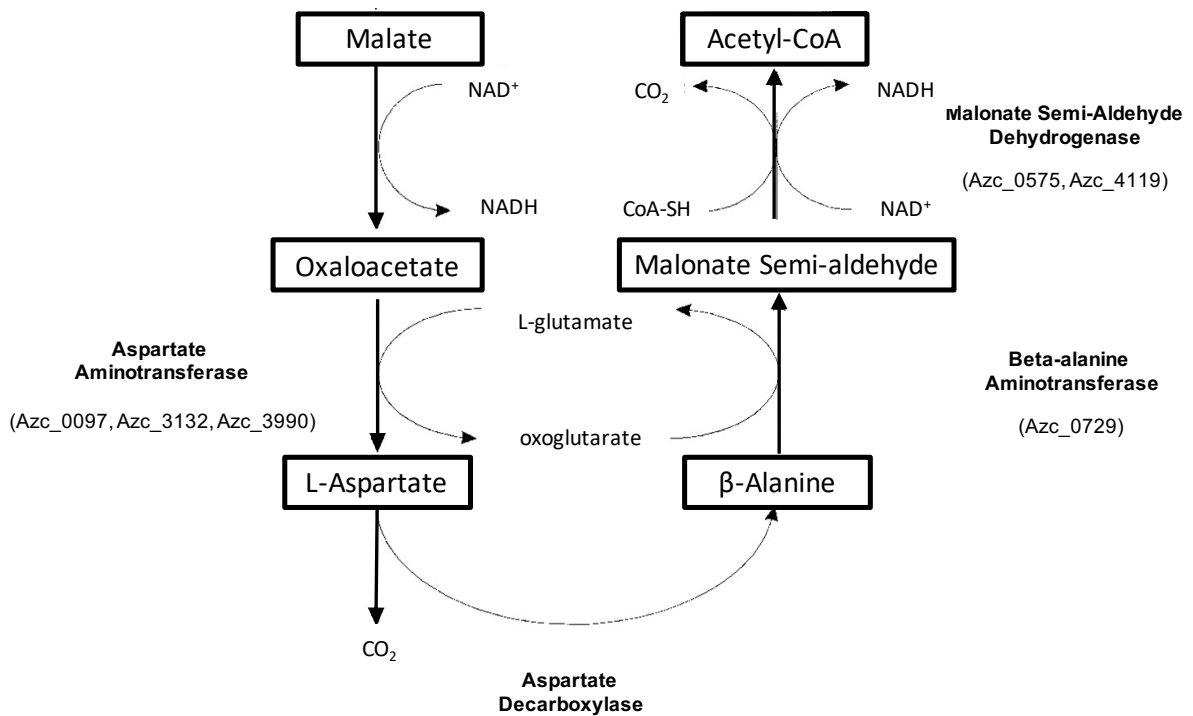 Malate
Acetyl-CoA
NAD⁺
CO₂
NADH
Malonate Semi-Aldehyde
Dehydrogenase
(Azc_0575, Azc_4119)
NADH
CoA-SH
NAD⁺
Oxaloacetate
Malonate Semi-aldehyde
L-glutamate
Aspartate
Aminotransferase
(Azc_0097, Azc_3132, Azc_3990)
Beta-alanine
Aminotransferase
(Azc_0729)
oxoglutarate
L-Aspartate
β-Alanine
CO₂
Aspartate
Decarboxylase